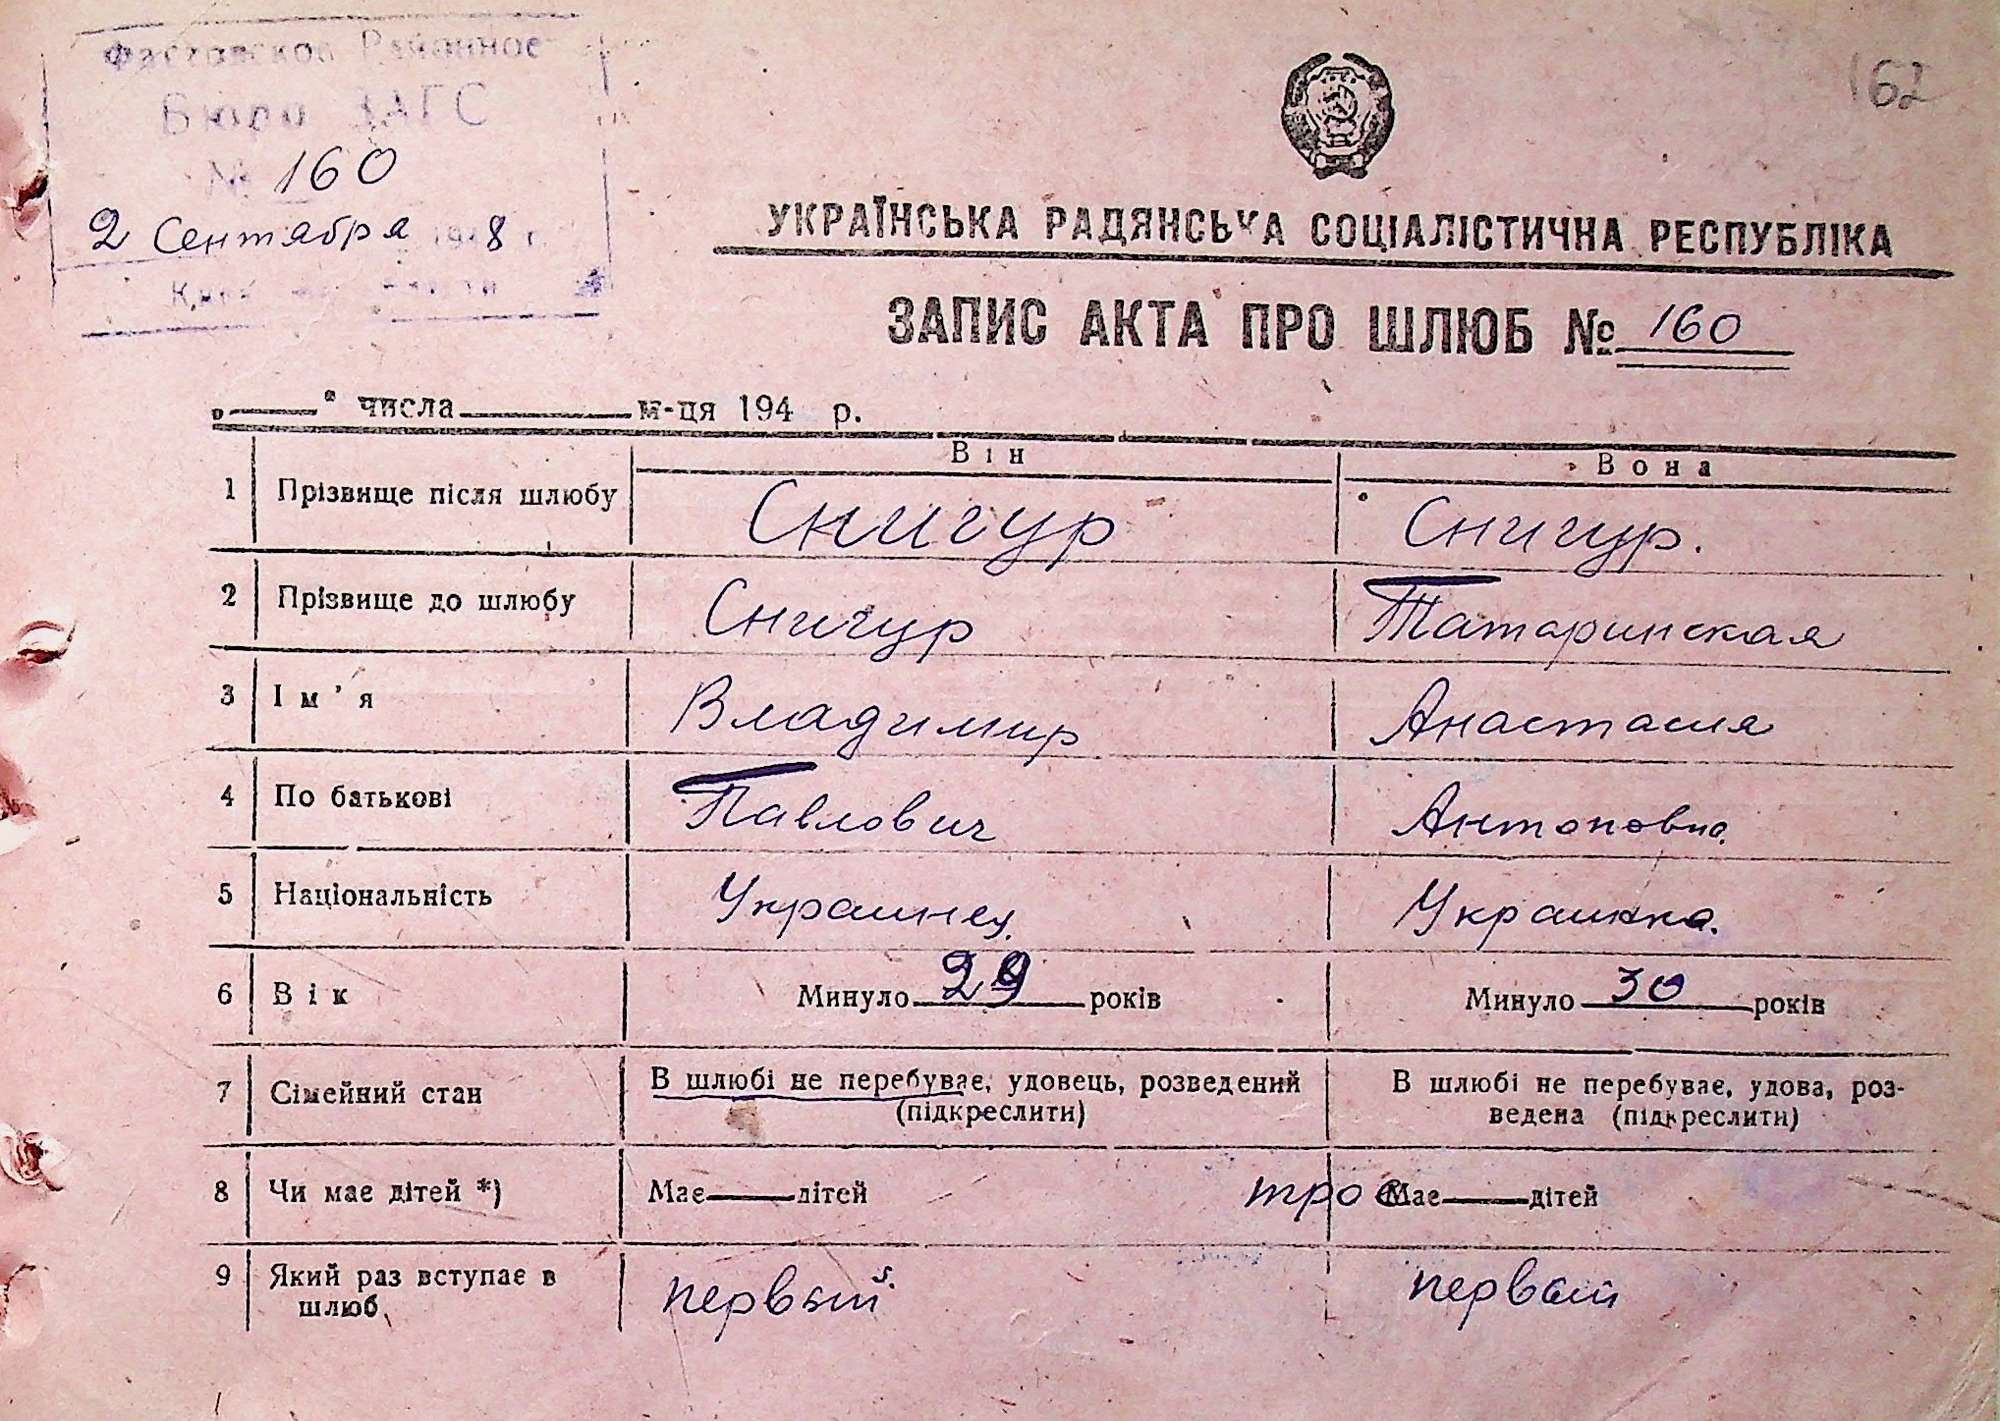 Фастовское Районное
Бюро ЗАГС
№ 160
2 Сентября 1948 г.
162
УКРАЇНСЬКА РАДЯНСЬКА СОЦІАЛІСТИЧНА РЕСПУБЛІКА
ЗАПИС АКТА ПРО ШЛЮБ № 160
„ " числа м-ця 194 р.
Він Вона
1 Прізвище після шлюбу Снигур Снигур.
2 Прізвище до шлюбу Снигур Татаринская
3 Ім'я Владимир Анастасия
4 По батькові Павлович Антоновна
5 Національність Украинец Украинка.
6 Вік Минуло 29 років Минуло 30 років
7 Сімейний стан В шлюбі не перебуває, удовець, розведений В шлюбі не перебуває, удова, роз-
(підкреслити) ведена (підкреслити)
8 Чи має дітей *) Має дітей трое Має дітей
9 Який раз вступає в первый первый
шлюб